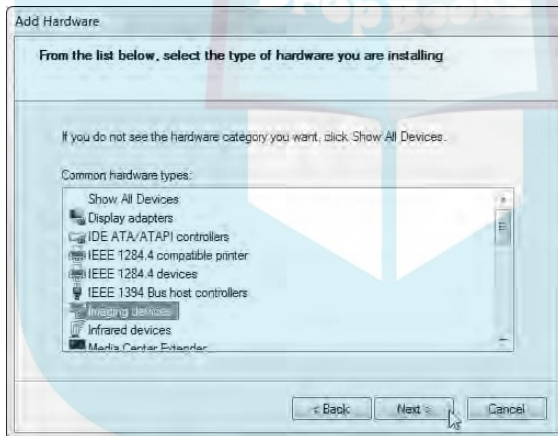 Drop Books
Add Hardware
From the list below, select the type of hardware you are installing
If you do not see the hardware category you want, click Show All Devices.
Common hardware types:
Show All Devices
Display adapters
IDE ATA/ATAPI controllers
IEEE 1284.4 compatible printer
IEEE 1284.4 devices
IEEE 1394 Bus host controllers
Imaging devices
Infrared devices
Media Center Extender
< Back
Next >
Cancel